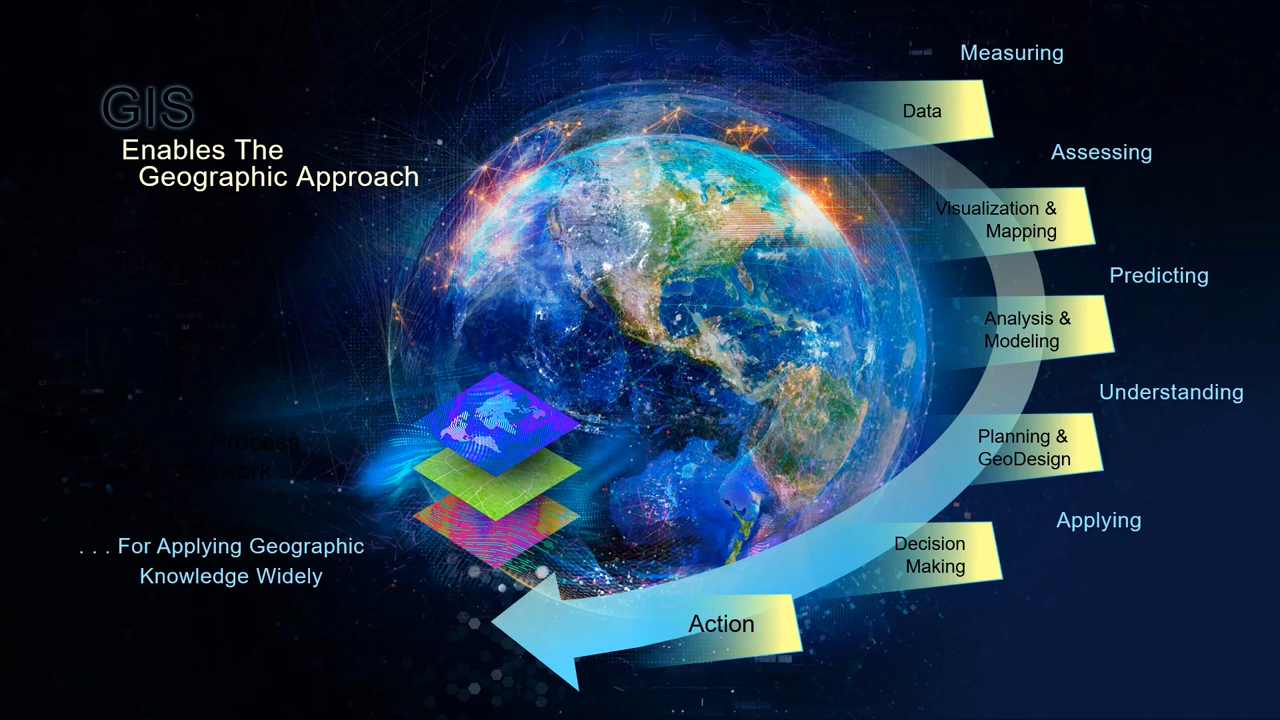 GIS
Enables The
Geographic Approach
Measuring
Data
Assessing
Visualization &
Mapping
Predicting
Analysis &
Modeling
Understanding
Planning &
GeoDesign
Applying
Decision
Making
Action
Process
. . . For Applying Geographic
Knowledge Widely